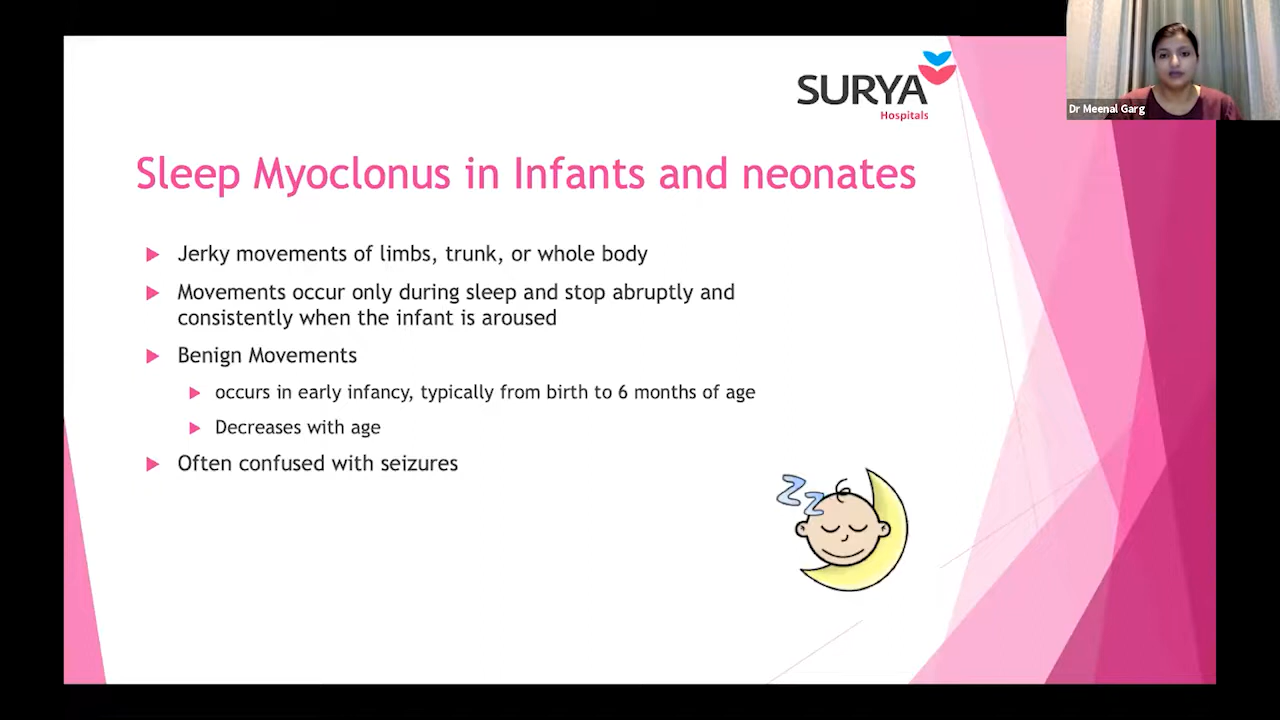 SURYA
Hospitals
Dr Meenal Garg
Sleep Myoclonus in Infants and neonates
Jerky movements of limbs, trunk, or whole body
Movements occur only during sleep and stop abruptly and
consistently when the infant is aroused
Benign Movements
occurs in early infancy, typically from birth to 6 months of age
Decreases with age
Often confused with seizures
Z
Z